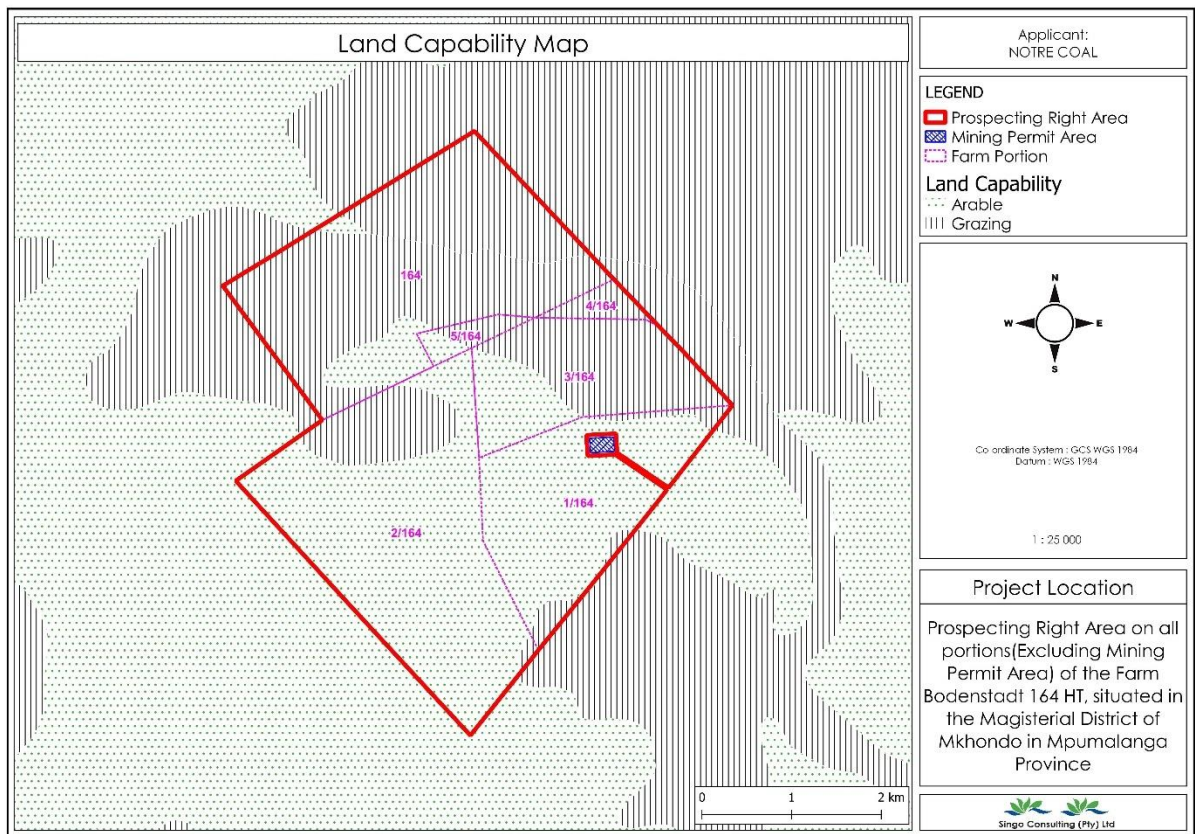 Land Capability Map
164
4/164
5/164
3/164
1/164
2/164
0 1 2 km
Applicant:
NOTRE COAL
LEGEND
Prospecting Right Area
Mining Permit Area
Farm Portion
Land Capability
Arable
Grazing
N
W E
S
Co-ordinate System : GCS WGS 1984
Datum : WGS 1984
1 : 25 000
Project Location
Prospecting Right Area on all
portions(Excluding Mining
Permit Area) of the Farm
Bodenstadt 164 HT, situated in
the Magisterial District of
Mkhondo in Mpumalanga
Province
Singo Consulting (Pty) Ltd